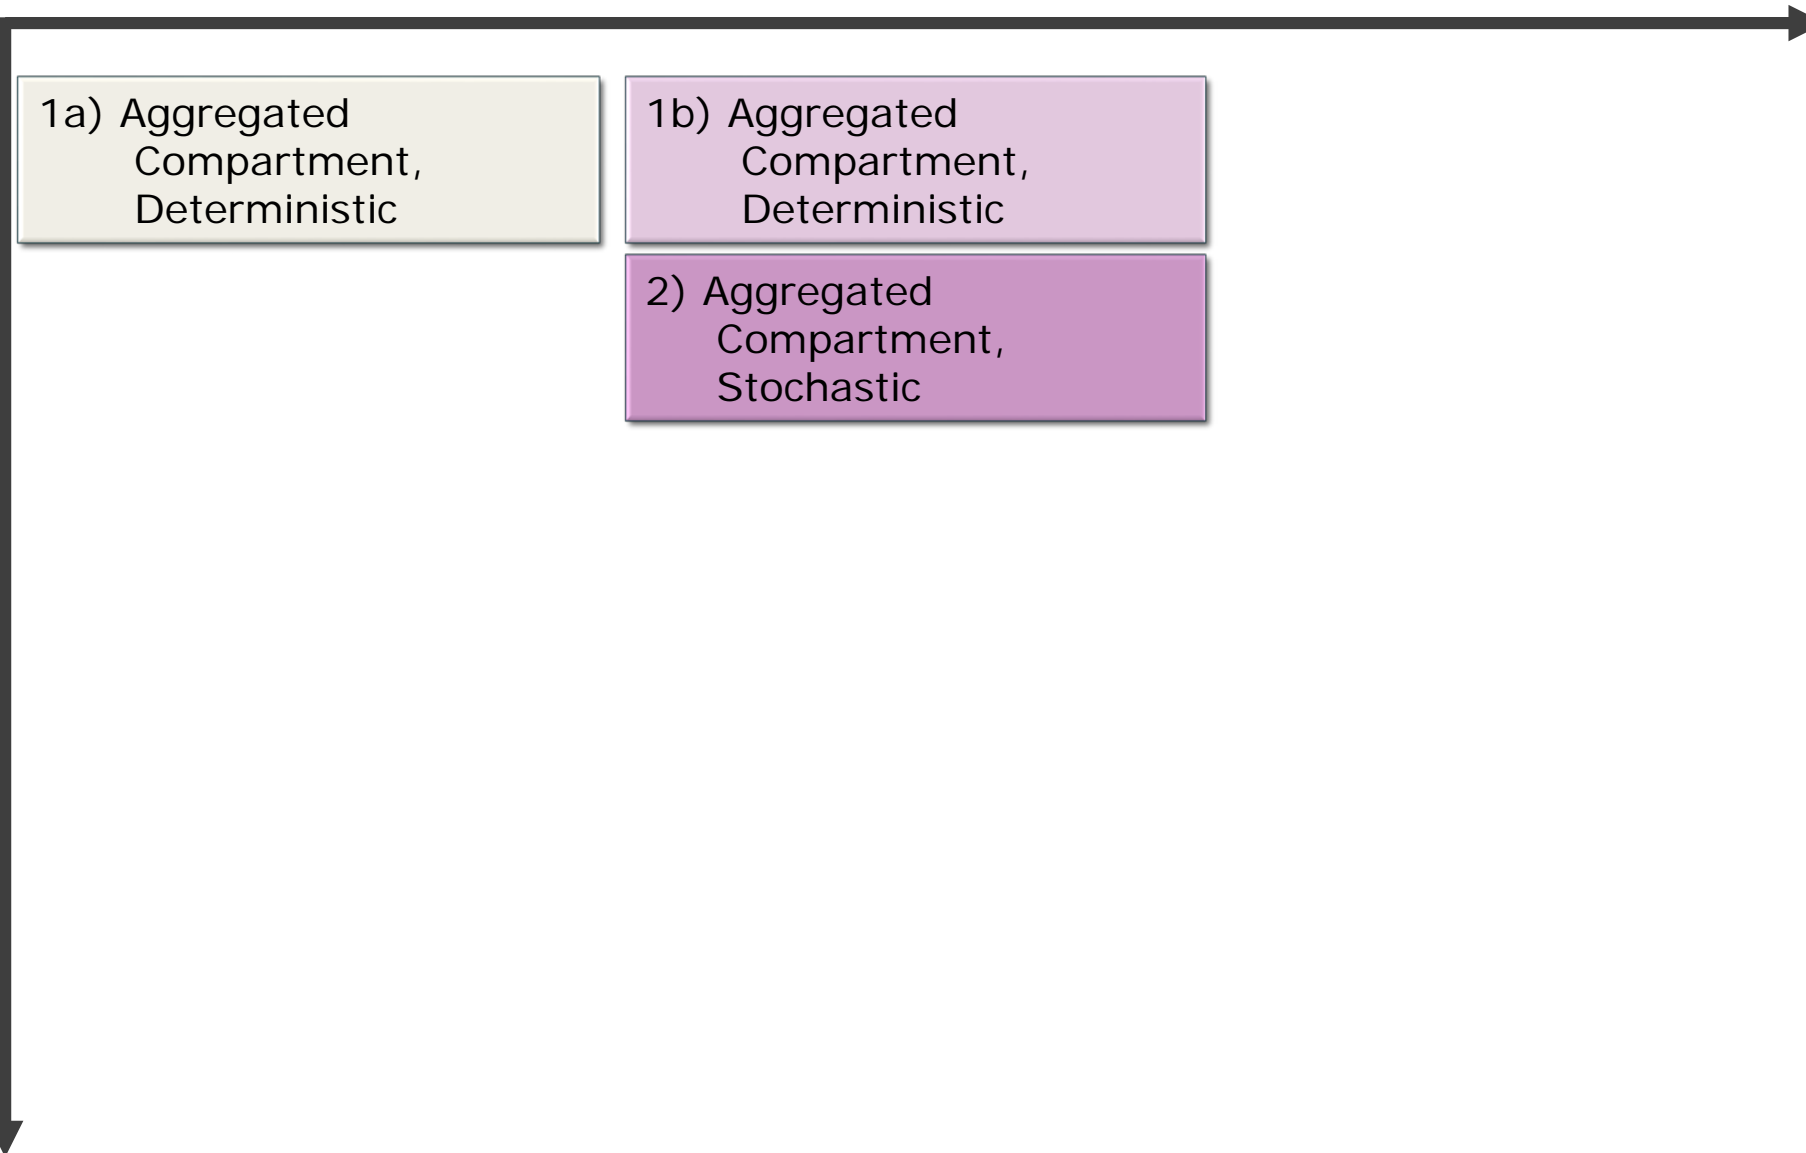 1a) Aggregated
Compartment,
Deterministic
1b) Aggregated
Compartment,
Deterministic
2) Aggregated
Compartment,
Stochastic